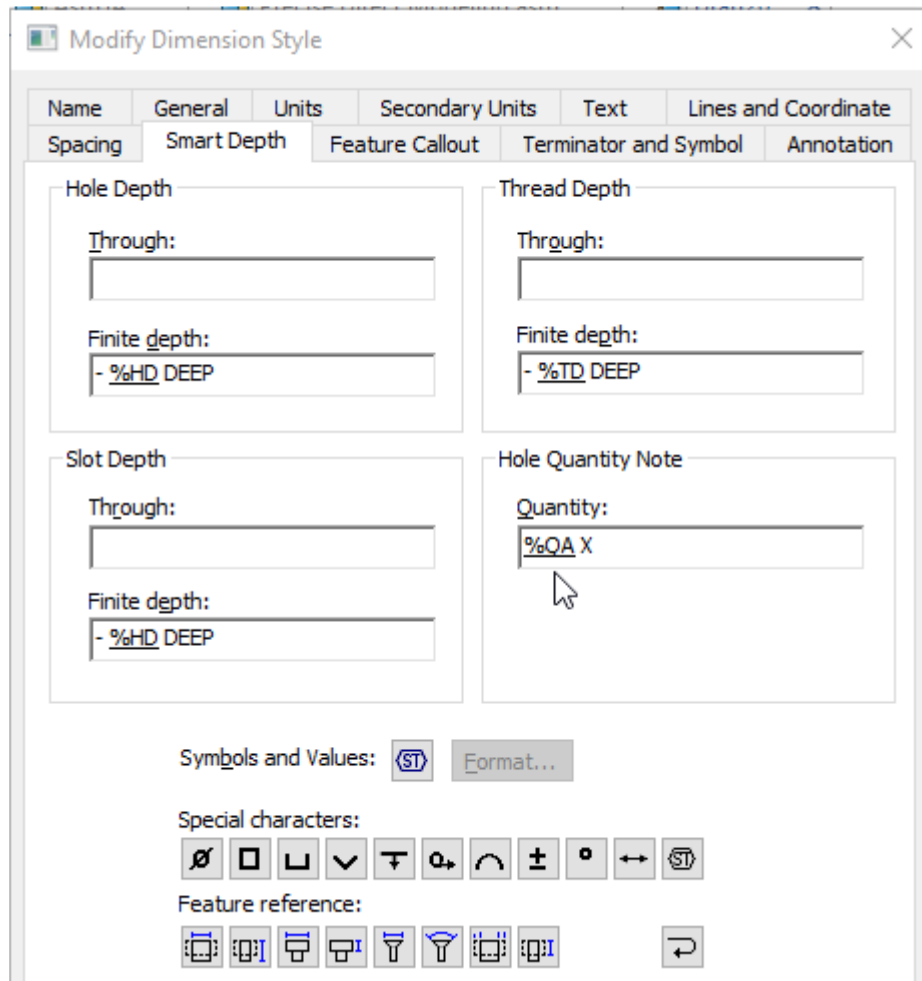 Modify Dimension Style
Name General Units Secondary Units Text Lines and Coordinate
Spacing Smart Depth Feature Callout Terminator and Symbol Annotation
Hole Depth
Through:
Finite depth:
- %HD DEEP
Thread Depth
Through:
Finite depth:
- %TD DEEP
Slot Depth
Through:
Finite depth:
- %HD DEEP
Hole Quantity Note
Quantity:
%QA X
Symbols and Values: ST Format...
Special characters:
ST
Feature reference: